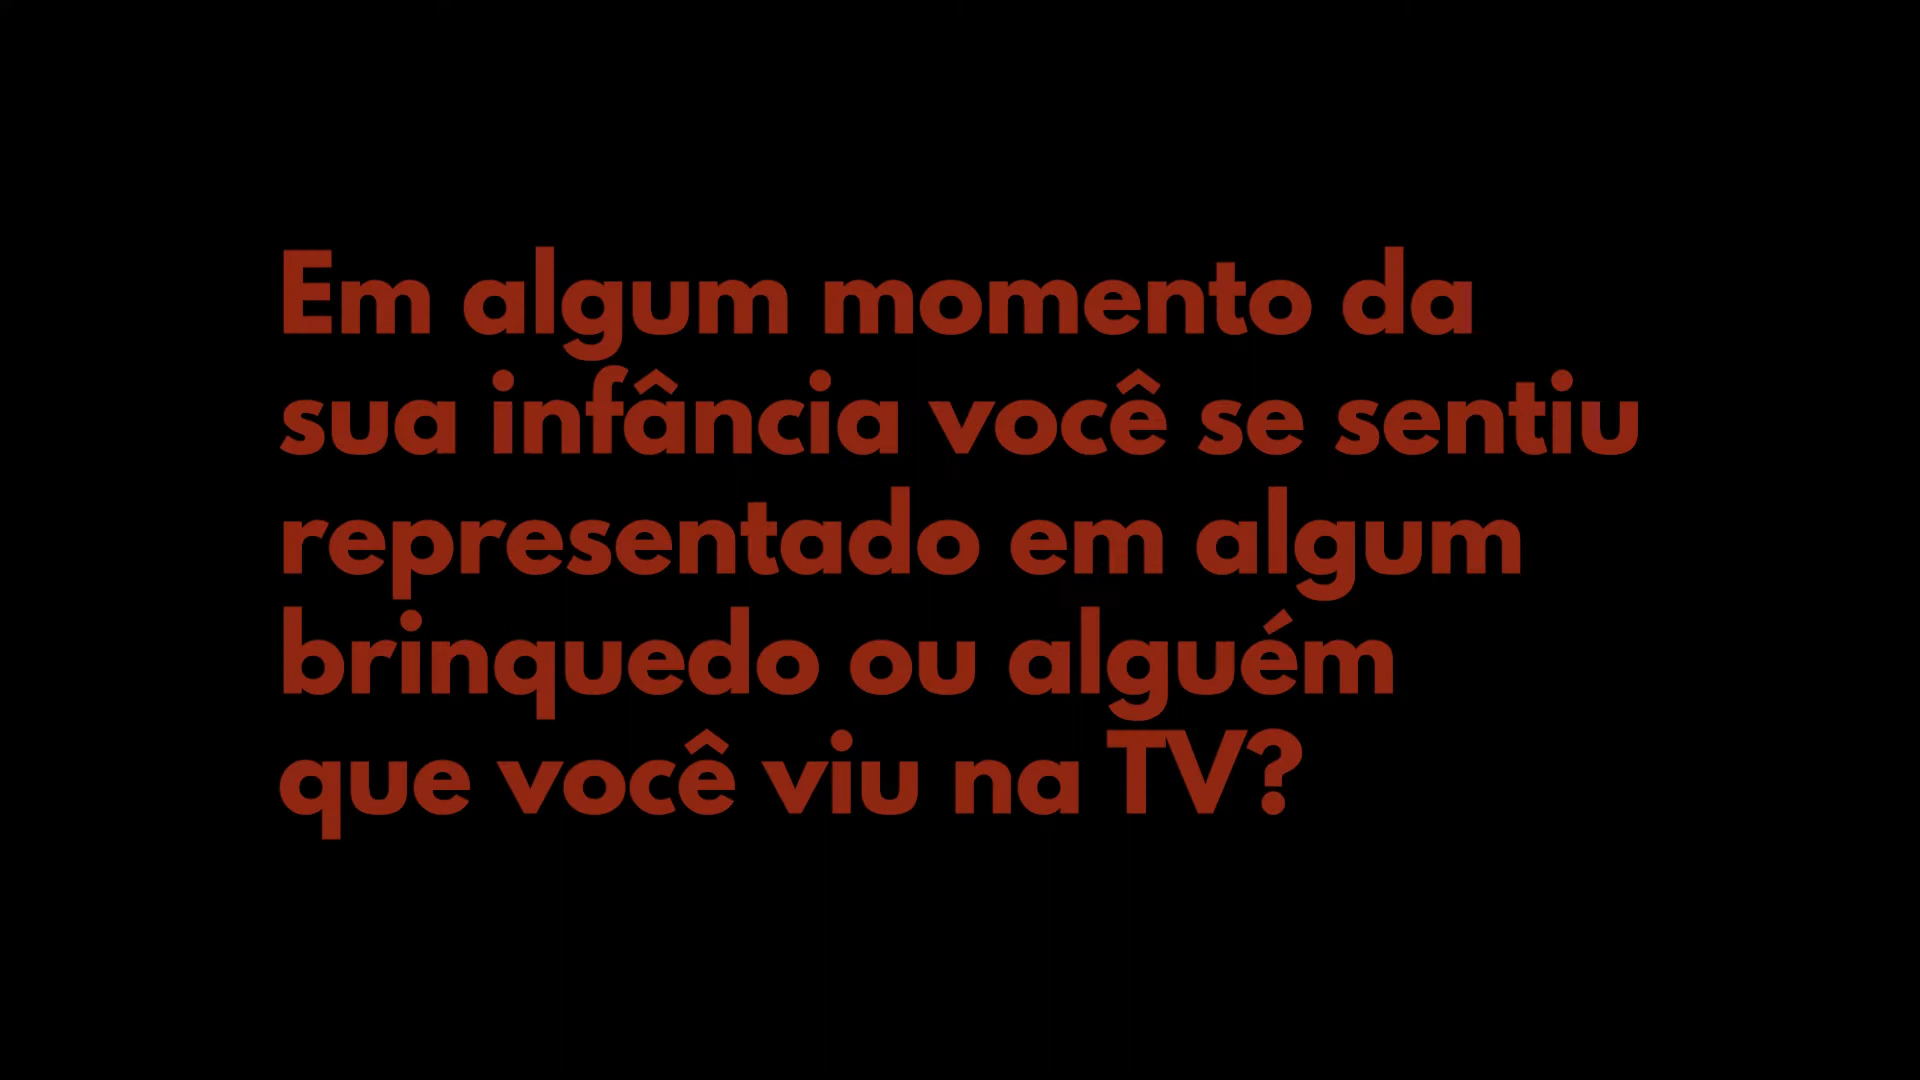 Em algum momento da
sua infância você se sentiu
representado em algum
brinquedo ou alguém
que você viu na TV?